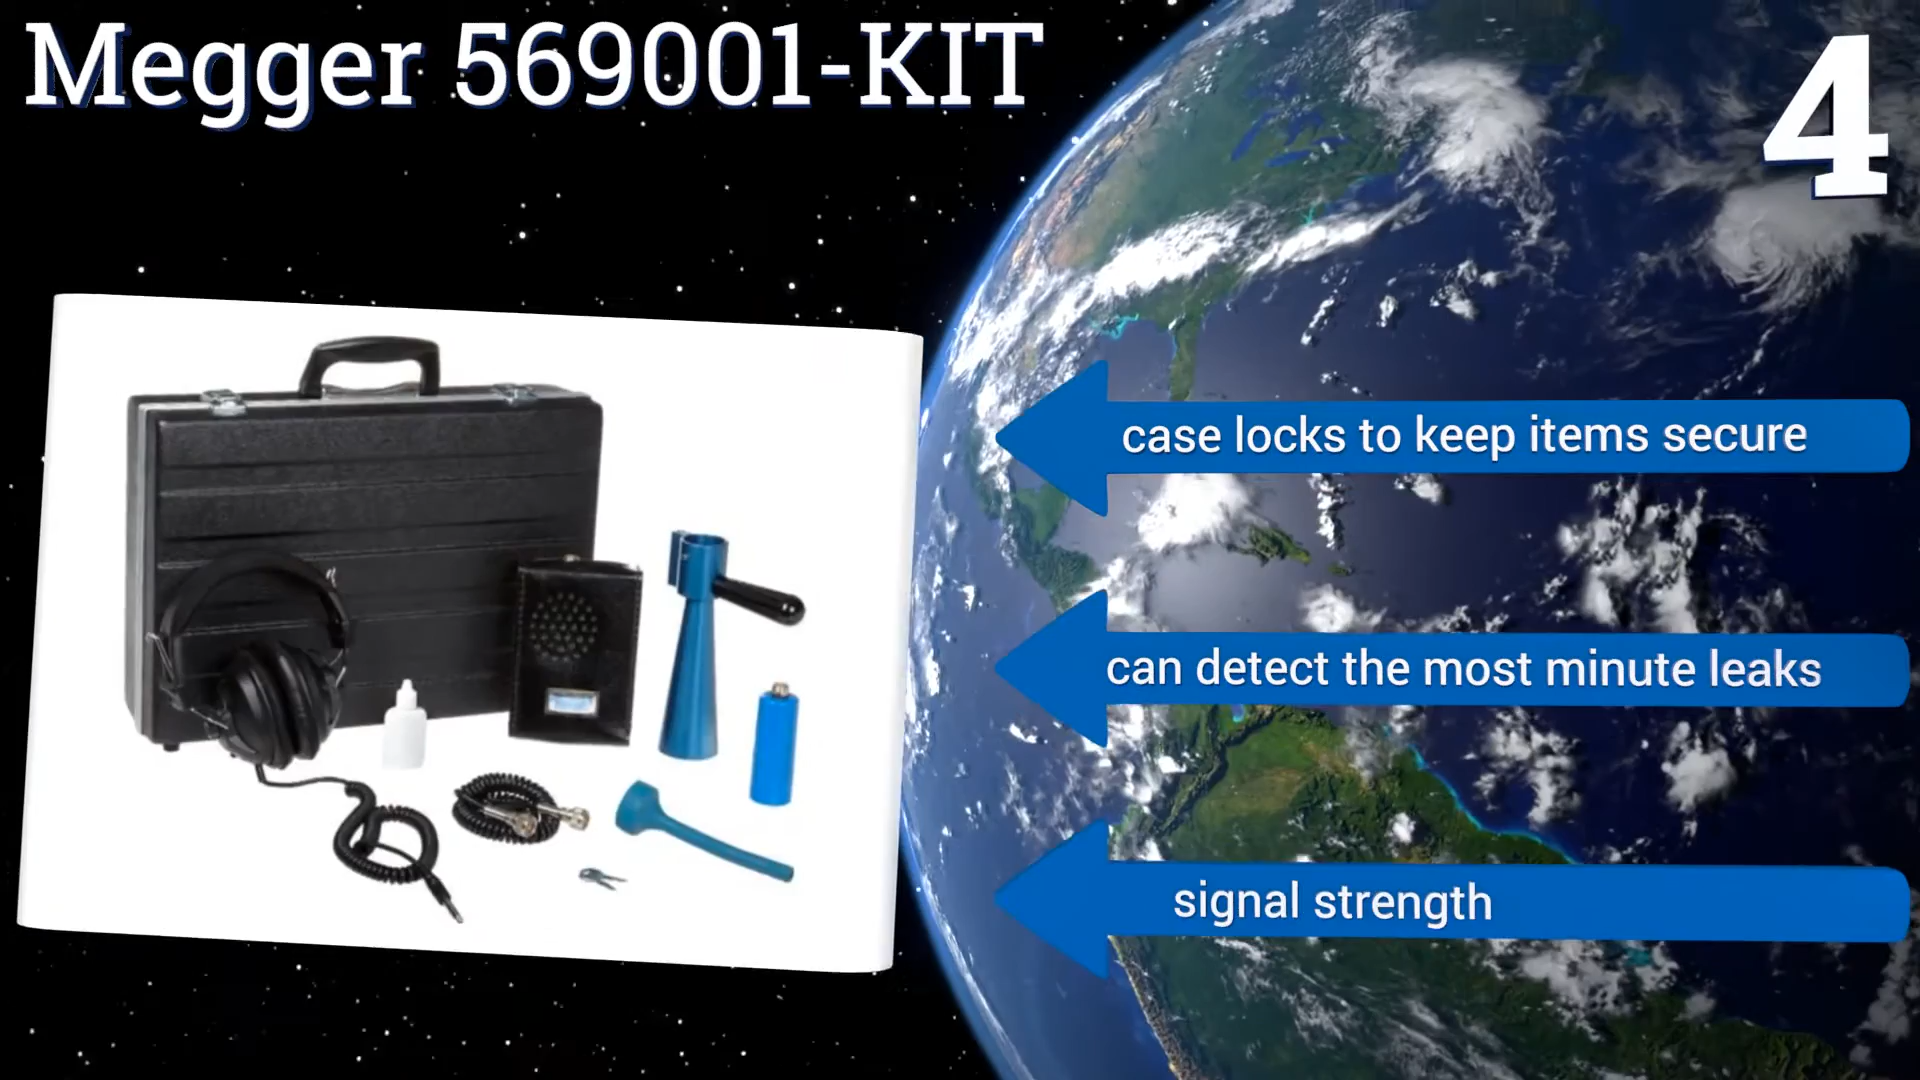 Megger 569001-KIT
4
case locks to keep items secure
can detect the most minute leaks
signal strength